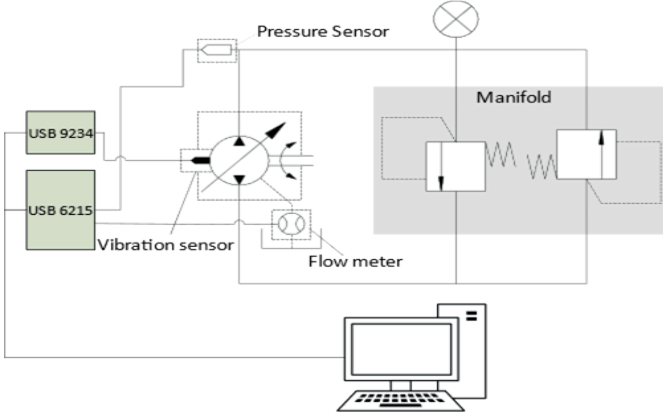 Pressure Sensor
Manifold
USB 9234
USB 6215
Vibration sensor
Flow meter